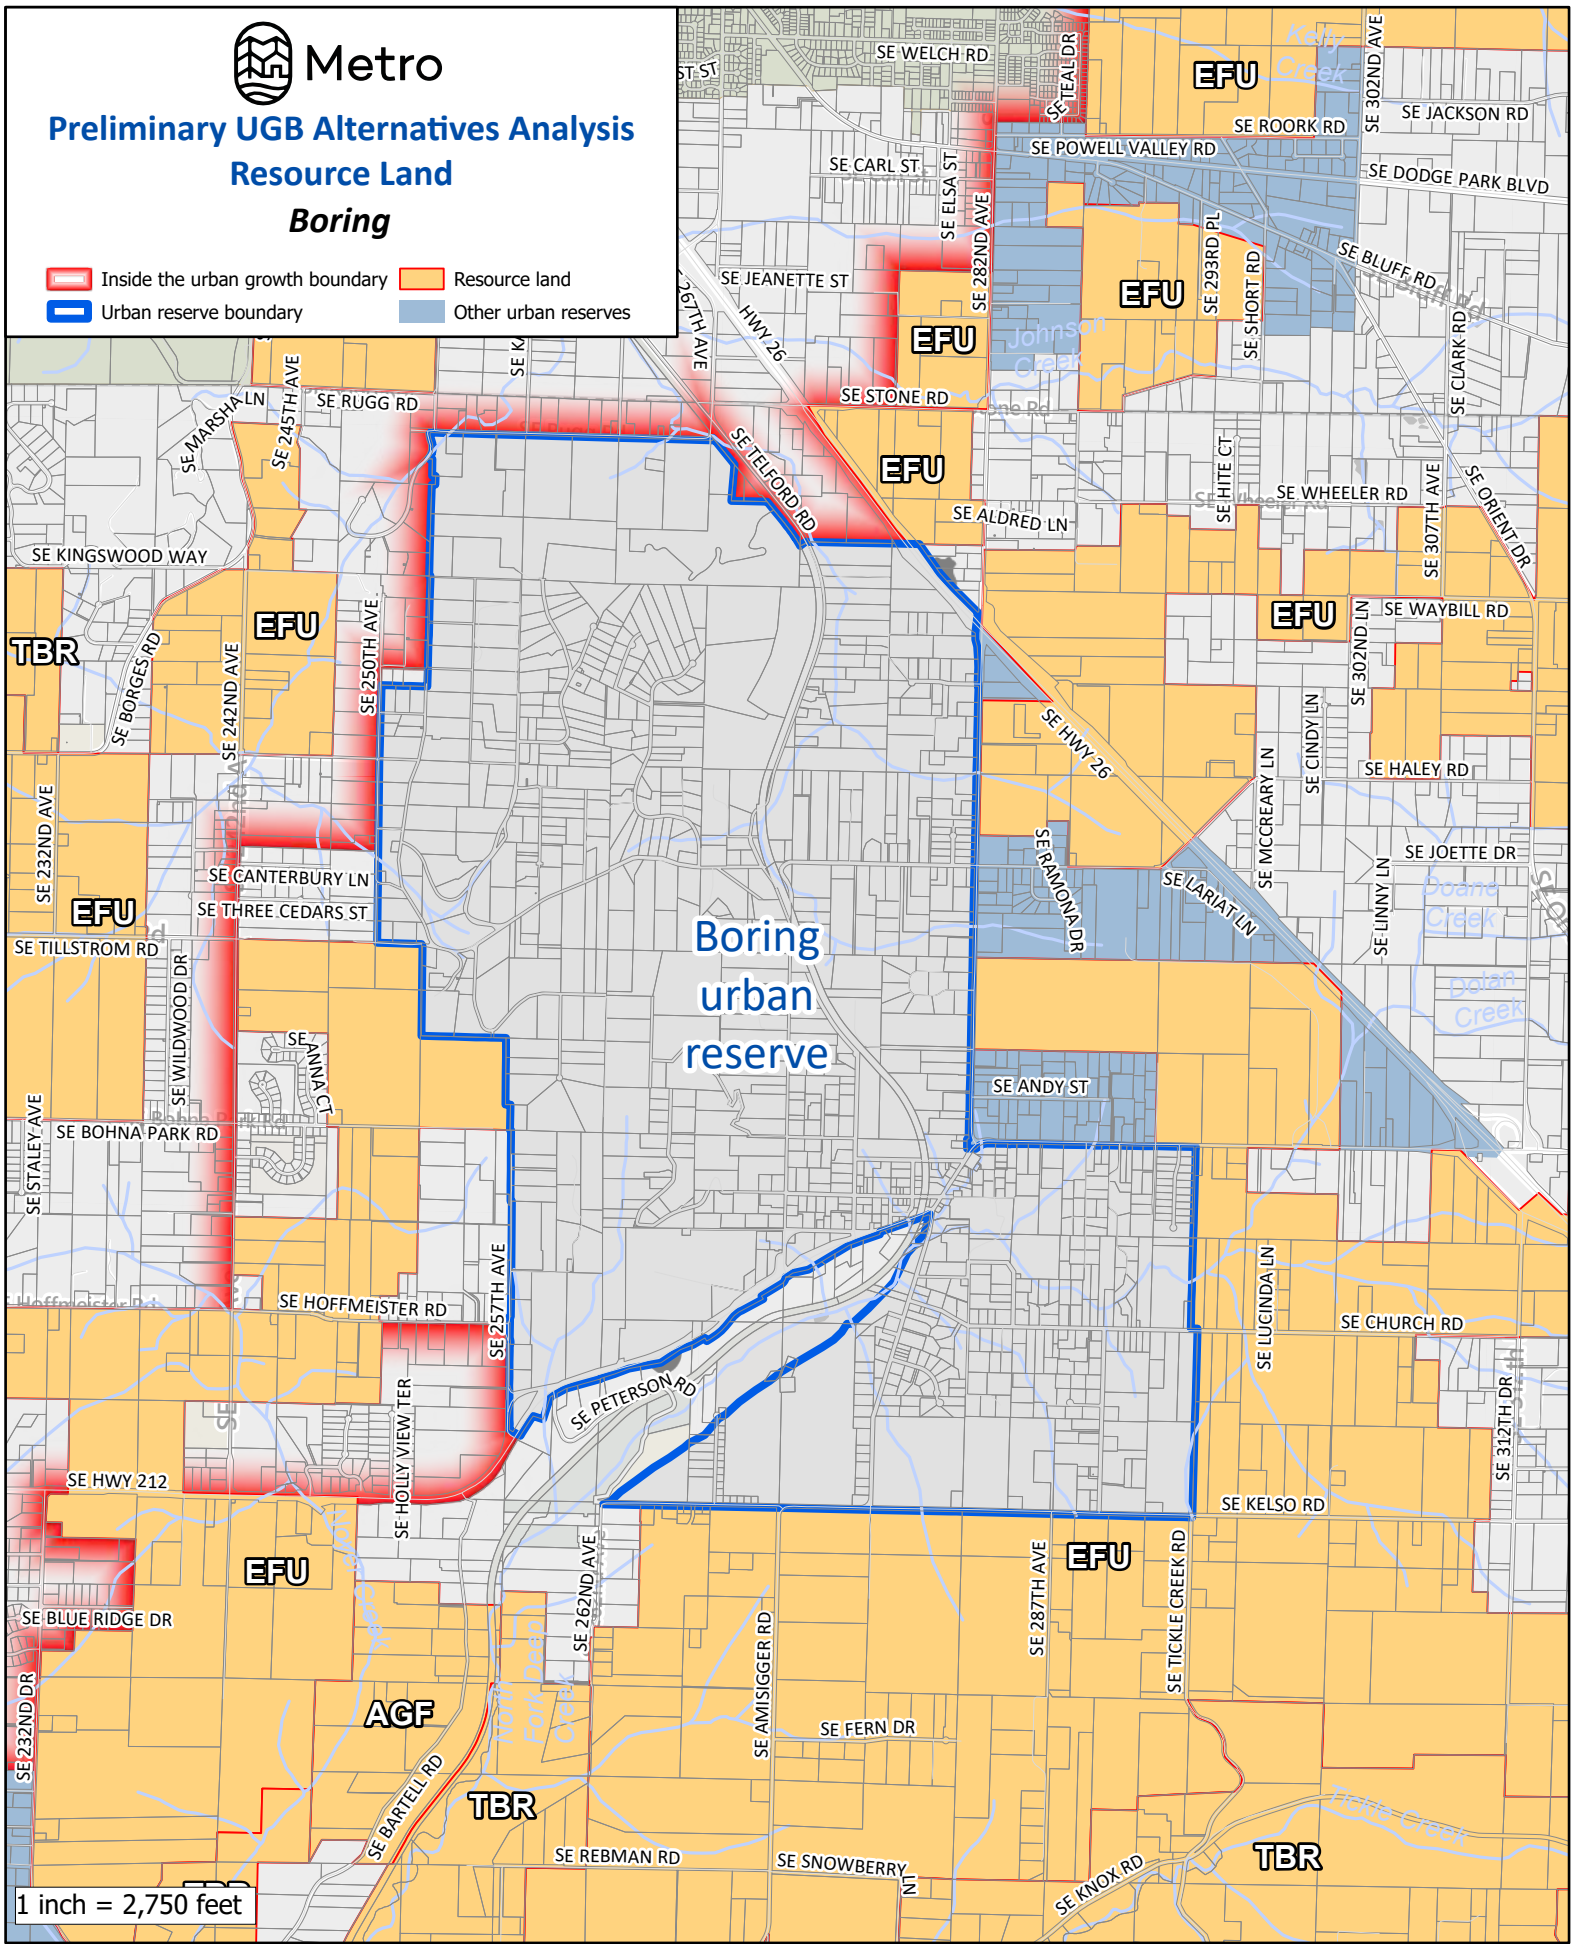 Metro
Preliminary UGB Alternatives Analysis
Resource Land
Boring
Inside the urban growth boundary
Resource land
Urban reserve boundary
Other urban reserves
SE WELCH RD
ST ST
SE TEAL DR
EFU
Kelly
Creek
SE 302ND AVE
SE JACKSON RD
SE ROORK RD
SE POWELL VALLEY RD
SE CARL ST
SE ELSA ST
SE DODGE PARK BLVD
SE 282ND AVE
SE 293RD PL
SE SHORT RD
SE BLUFF RD
SE Bluff Rd
SE JEANETTE ST
267TH AVE
HWY 26
EFU
EFU
Johnson
Creek
SE CLARK RD
SE STONE RD
SE MARSHA LN
SE 245TH AVE
SE RUGG RD
SE TELFORD RD
EFU
SE HITE CT
SE WHEELER RD
SE 307TH AVE
SE ORIENT DR
SE ALDRED LN
SE KINGSWOOD WAY
EFU
SE 250TH AVE
EFU
SE WAYBILL RD
SE 302ND LN
TBR
SE BORGES RD
SE 242ND AVE
SE HWY 26
SE MCCREARY LN
SE CINDY LN
SE HALEY RD
SE 232ND AVE
SE RAMONA DR
SE JOETTE DR
SE CANTERBURY LN
SE LARIAT LN
SE LINNY LN
Doane
Creek
SE THREE CEDARS ST
EFU
SE TILLSTROM RD
Boring
urban
reserve
SE WILDWOOD DR
Dolan
Creek
SE ANNA CT
SE ANDY ST
SE STALEY AVE
SE BOHNA PARK RD
SE 257TH AVE
SE LUCINDA LN
SE HOFFMEISTER RD
SE CHURCH RD
SE PETERSON RD
SE HOLLY VIEW TER
SE 312TH DR
SE HWY 212
SE KELSO RD
North Creek
SE 262ND AVE
SE 287TH AVE
EFU
SE TICKLE CREEK RD
EFU
SE BLUE RIDGE DR
SE AMISIGGER RD
North
Fork Deep
Creek
SE 232ND DR
AGF
SE FERN DR
SE BARTELL RD
TBR
Tickle Creek
SE REBMAN RD
SE SNOWBERRY LN
SE KNOX RD
TBR
1 inch = 2,750 feet